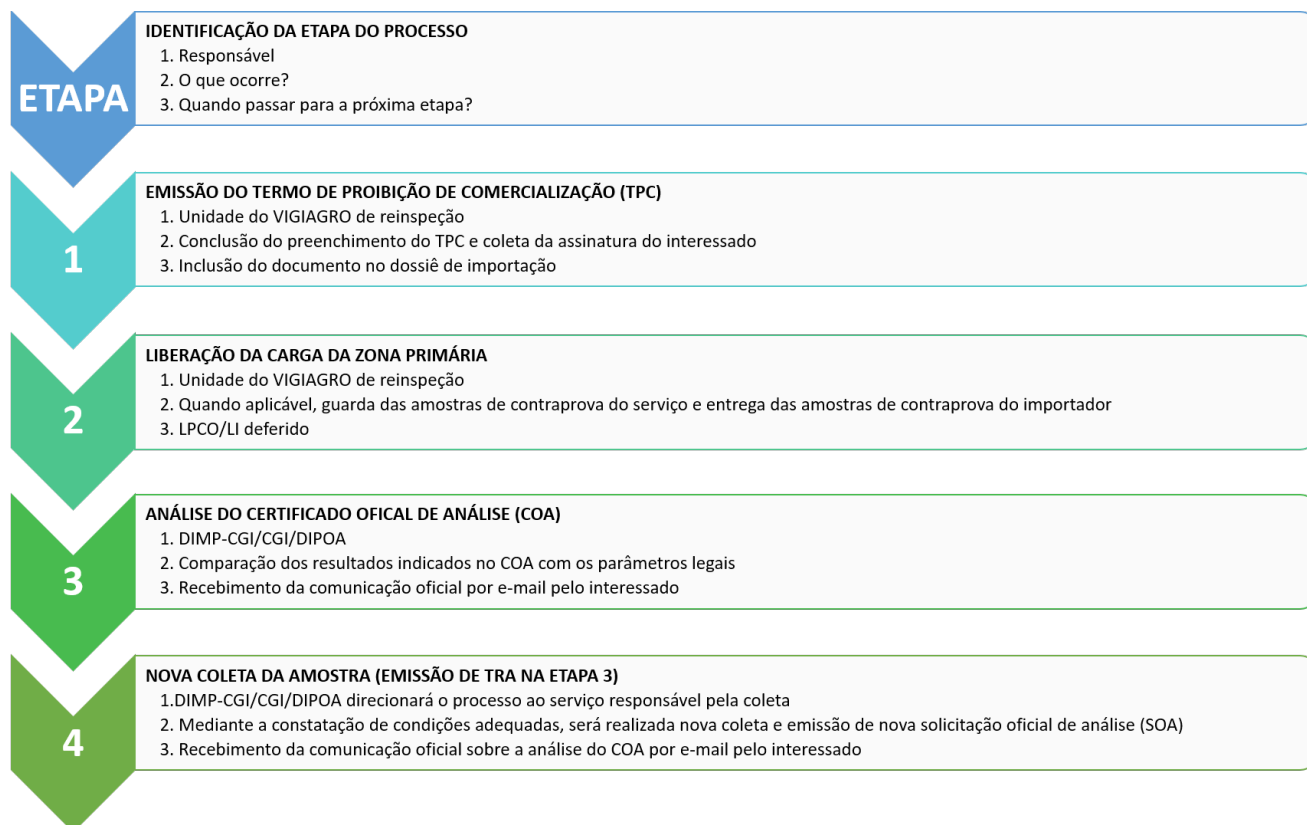 ETAPA
IDENTIFICAÇÃO DA ETAPA DO PROCESSO
1. Responsável
2. O que ocorre?
3. Quando passar para a próxima etapa?
1
EMISSÃO DO TERMO DE PROIBIÇÃO DE COMERCIALIZAÇÃO (TPC)
1. Unidade do VIGIAGRO de reinspeção
2. Conclusão do preenchimento do TPC e coleta da assinatura do interessado
3. Inclusão do documento no dossiê de importação
2
LIBERAÇÃO DA CARGA DA ZONA PRIMÁRIA
1. Unidade do VIGIAGRO de reinspeção
2. Quando aplicável, guarda das amostras de contraprova do serviço e entrega das amostras de contraprova do importador
3. LPCO/LI deferido
3
ANÁLISE DO CERTIFICADO OFICAL DE ANÁLISE (COA)
1. DIMP-CGI/CGI/DIPOA
2. Comparação dos resultados indicados no COA com os parâmetros legais
3. Recebimento da comunicação oficial por e-mail pelo interessado
4
NOVA COLETA DA AMOSTRA (EMISSÃO DE TRA NA ETAPA 3)
1.DIMP-CGI/CGI/DIPOA direcionará o processo ao serviço responsável pela coleta
2. Mediante a constatação de condições adequadas, será realizada nova coleta e emissão de nova solicitação oficial de análise (SOA)
3. Recebimento da comunicação oficial sobre a análise do COA por e-mail pelo interessado